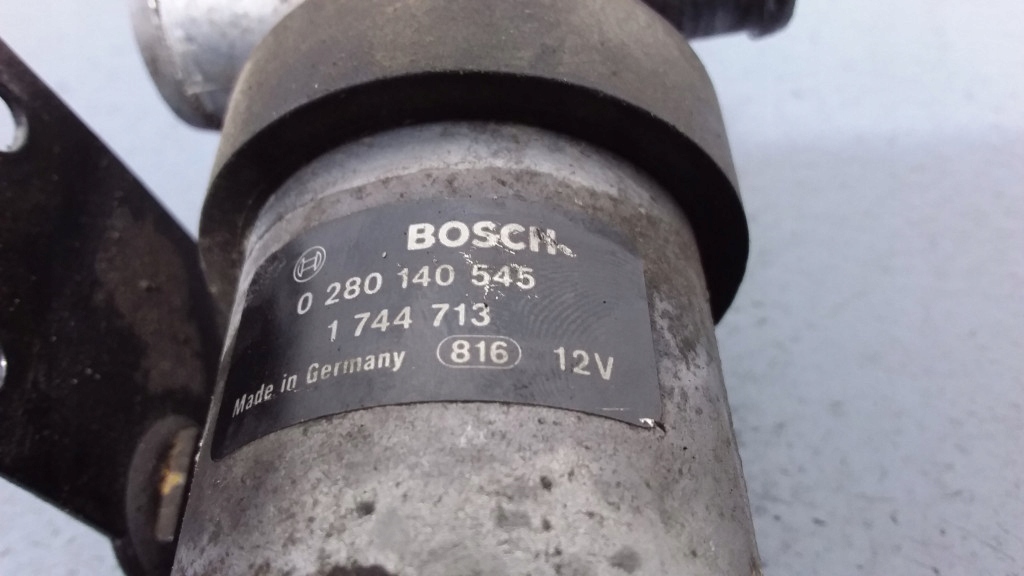 BOSCH
0 280 140 545
1 744 713
Made in Germany 816 12V